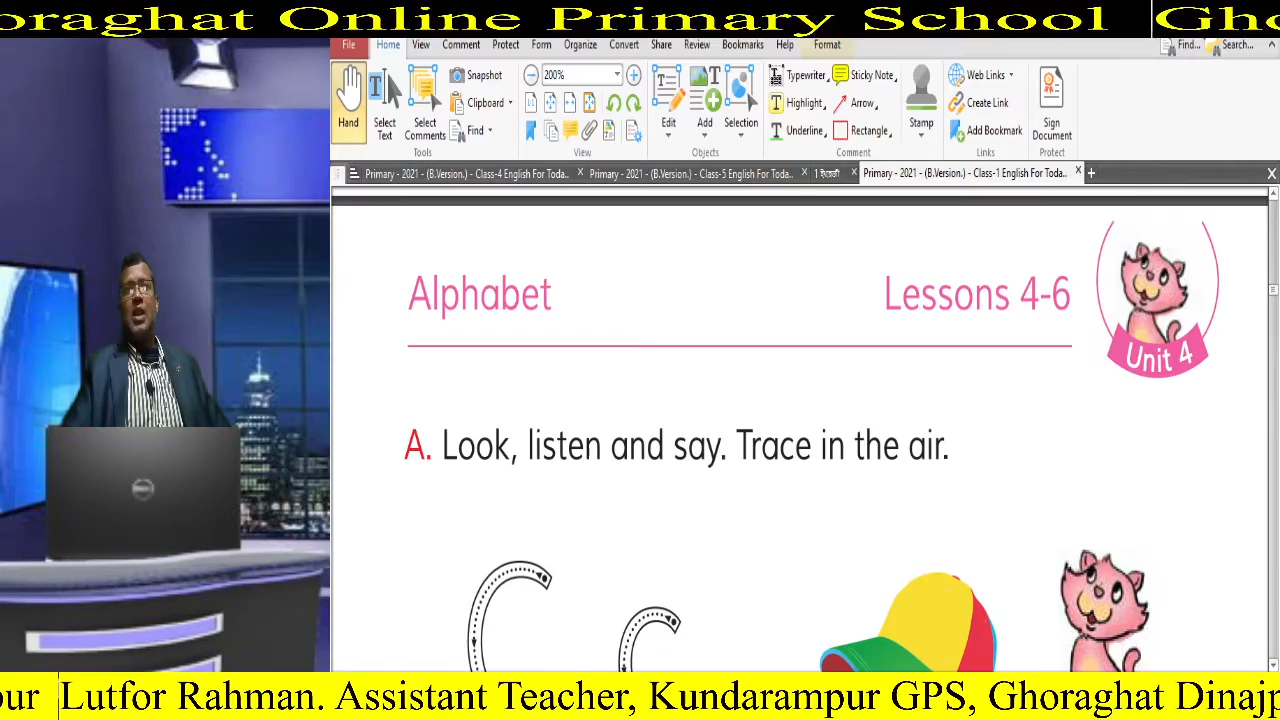 oraghat Online Primary School | Gho
File Home View Comment Protect Form Organize Convert Share Review Bookmarks Help Format Find... Search...
Hand
Select Text
Select Comments
Snapshot
Clipboard
Find
Tools
200%
View
Edit
Add
Selection
Objects
Typewriter
Highlight
Underline
Sticky Note
Arrow
Rectangle
Comment
Stamp
Web Links
Create Link
Add Bookmark
Links
Sign Document
Protect
Primary - 2021 - (B.Version.) - Class-4 English For Toda..
Primary - 2021 - (B.Version.) - Class-5 English For Toda..
1 ইংরেজী
Primary - 2021 - (B.Version.) - Class-1 English For Toda..
Alphabet Lessons 4-6
Unit 4
A. Look, listen and say. Trace in the air.
C c
DELL
our | Lutfor Rahman. Assistant Teacher, Kundarampur GPS, Ghoraghat Dinajp